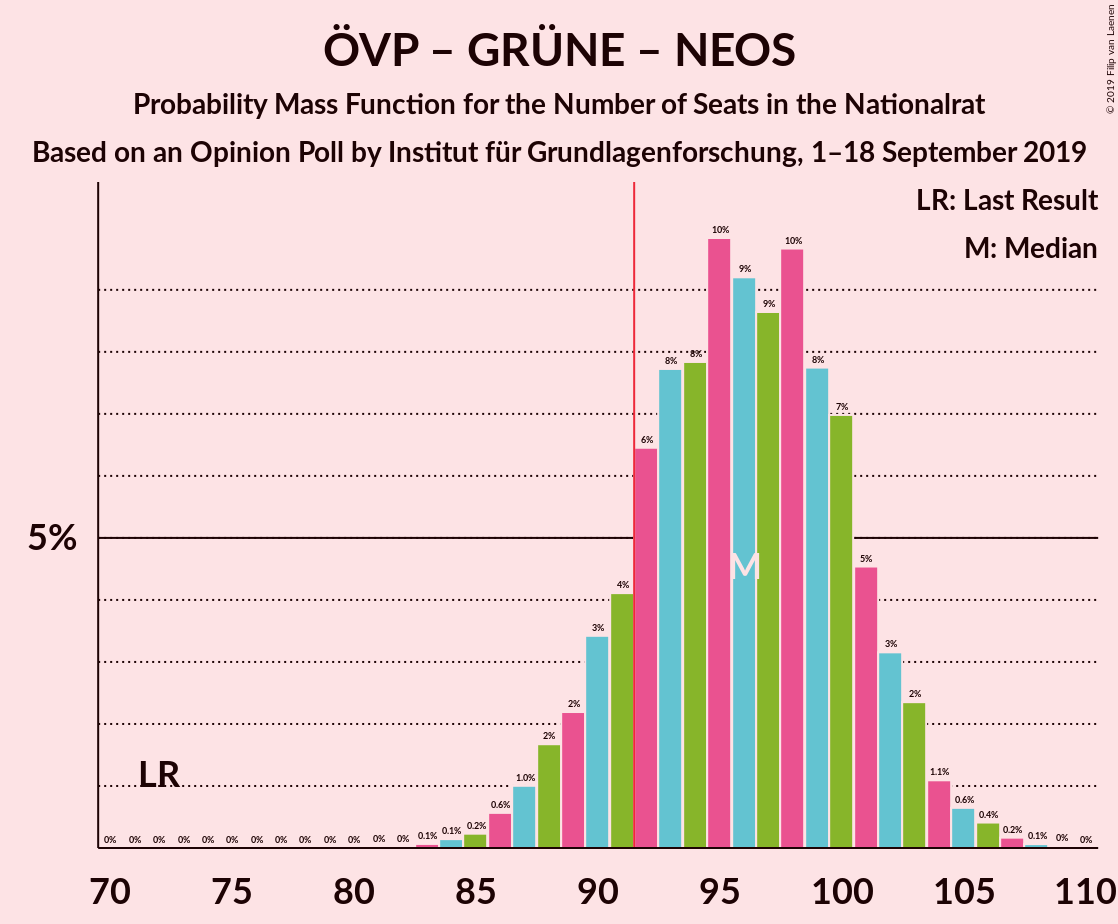 ÖVP – GRÜNE – NEOS
Probability Mass Function for the Number of Seats in the Nationalrat
Based on an Opinion Poll by Institut für Grundlagenforschung, 1–18 September 2019
© 2019 Filip van Laenen
LR: Last Result
M: Median
5%
LR
M
0% 0% 0% 0% 0% 0% 0% 0% 0% 0% 0% 0% 0% 0.1% 0.1% 0.2% 0.6% 1.0% 2% 2% 3% 4% 6% 8% 8% 10% 9% 9% 10% 8% 7% 5% 3% 2% 1.1% 0.6% 0.4% 0.2% 0.1% 0% 0%
70 75 80 85 90 95 100 105 110